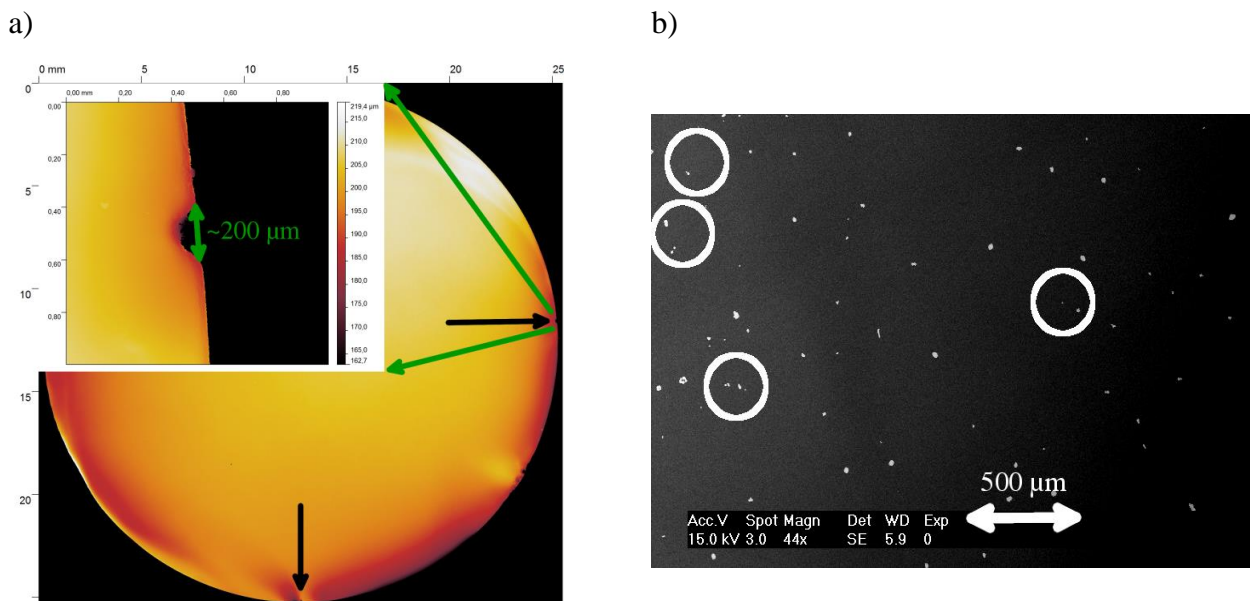 a)
b)
0 mm 5 10 15 20 25
0
5
10
15
20
25
0,00 mm 0,20 0,40 0,60 0,80
0,00
0,20
0,40
0,60
0,80
219,4 µm
215,0
210,0
205,0
200,0
195,0
190,0
185,0
180,0
175,0
170,0
165,0
162,7
~200 µm
500 µm
Acc.V Spot Magn Det WD Exp
15.0 kV 3.0 44x SE 5.9 0